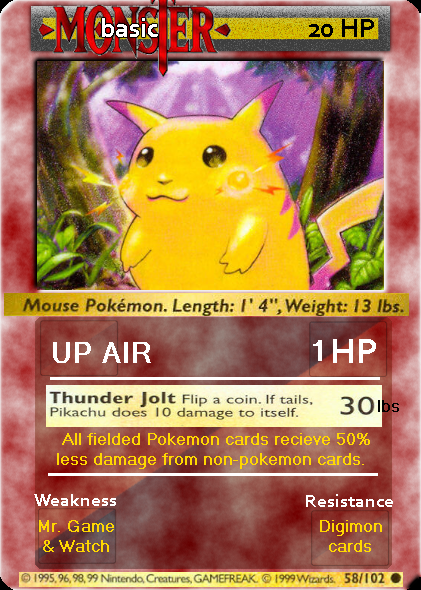 MONSTER
basic
20 HP
Mouse Pokémon. Length: 1' 4", Weight: 13 lbs.
UP AIR 1HP
Thunder Jolt Flip a coin. If tails,
Pikachu does 10 damage to itself. 30lbs
All fielded Pokemon cards recieve 50%
less damage from non-pokemon cards.
Weakness Resistance
Mr. Game Digimon
& Watch cards
© 1995, 96, 98, 99 Nintendo, Creatures, GAMEFREAK. © 1999 Wizards. 58/102 ●